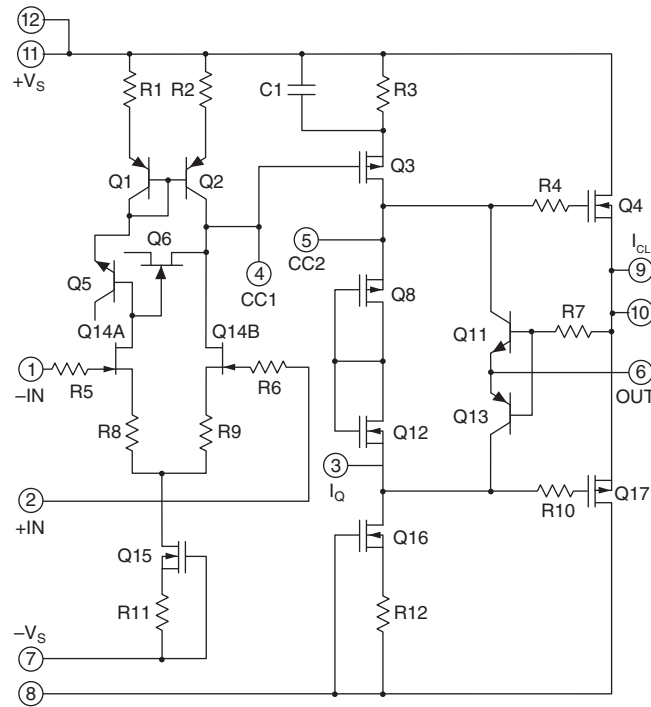 12
11
+VS
R1
R2
C1
R3
Q1
Q2
Q3
R4
Q4
Q6
5
CC2
ICL
9
4
CC1
Q5
Q8
10
Q14A
Q14B
Q11
R7
1
–IN
R5
R6
6
OUT
Q13
R8
R9
Q12
3
IQ
2
+IN
R10
Q17
Q15
Q16
R11
R12
–VS
7
8